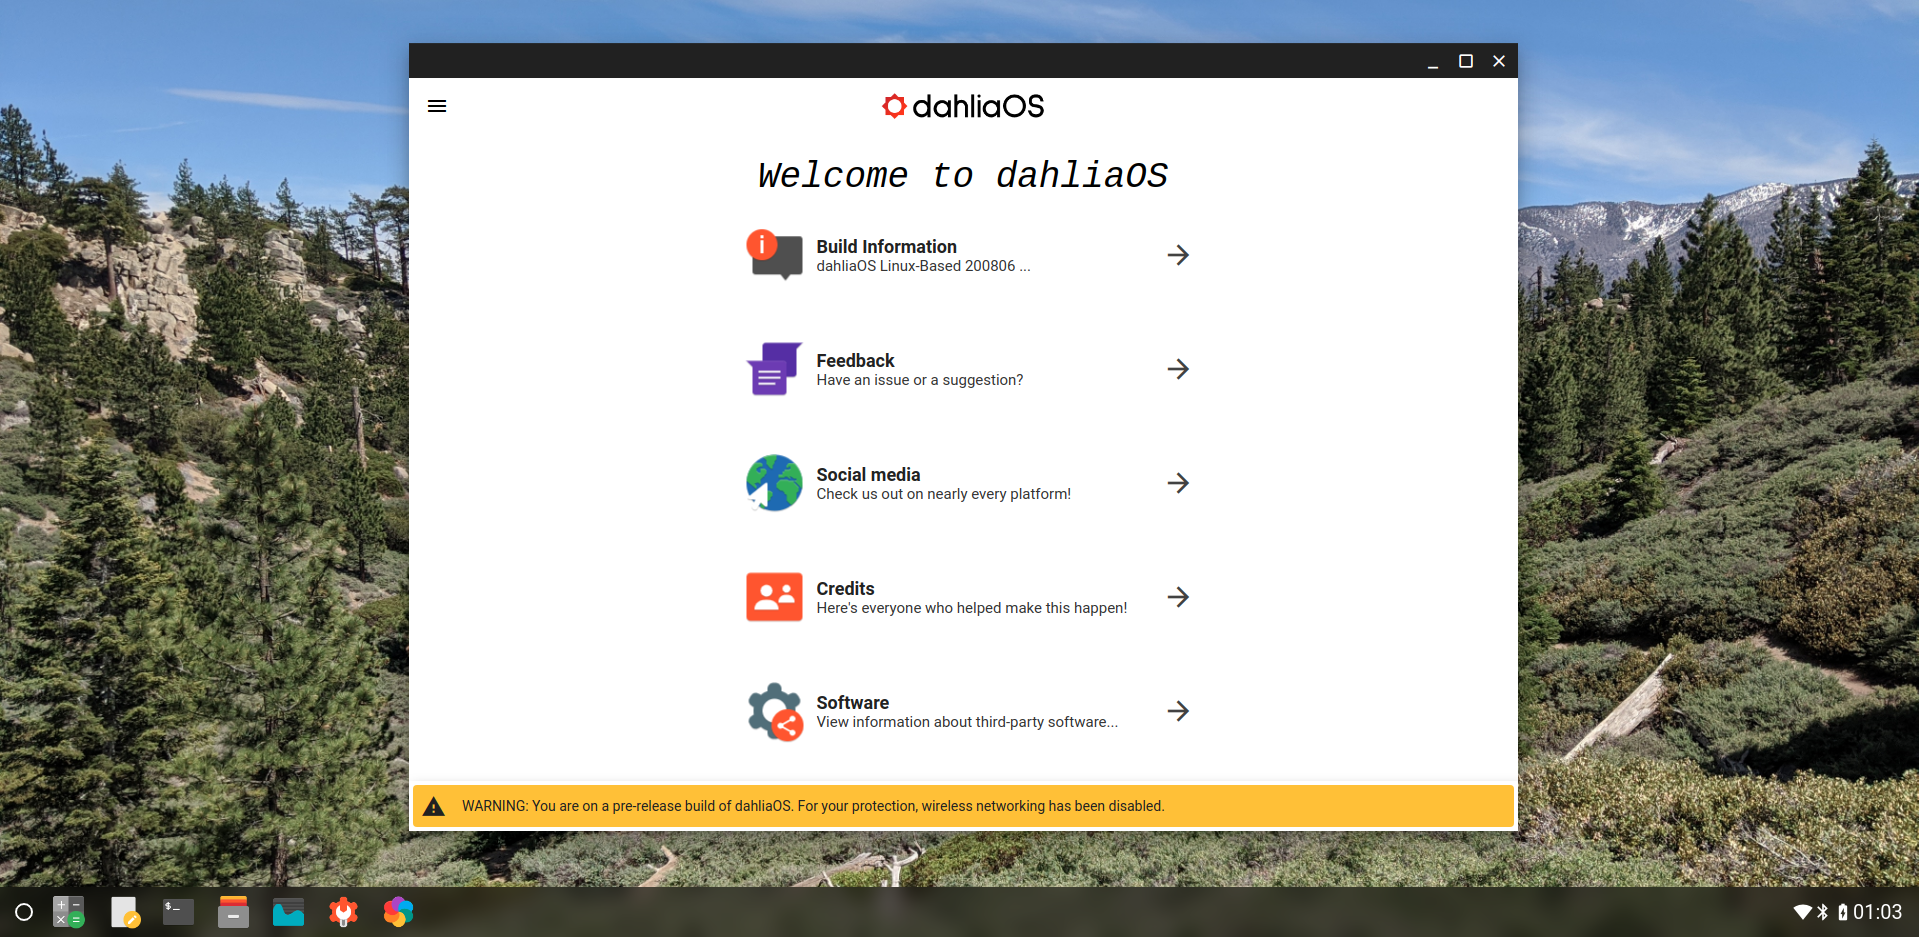 dahliaOS
Welcome to dahliaOS
Build Information
dahliaOS Linux-Based 200806 ...
Feedback
Have an issue or a suggestion?
Social media
Check us out on nearly every platform!
Credits
Here's everyone who helped make this happen!
Software
View information about third-party software...
WARNING: You are on a pre-release build of dahliaOS. For your protection, wireless networking has been disabled.
$_
01:03